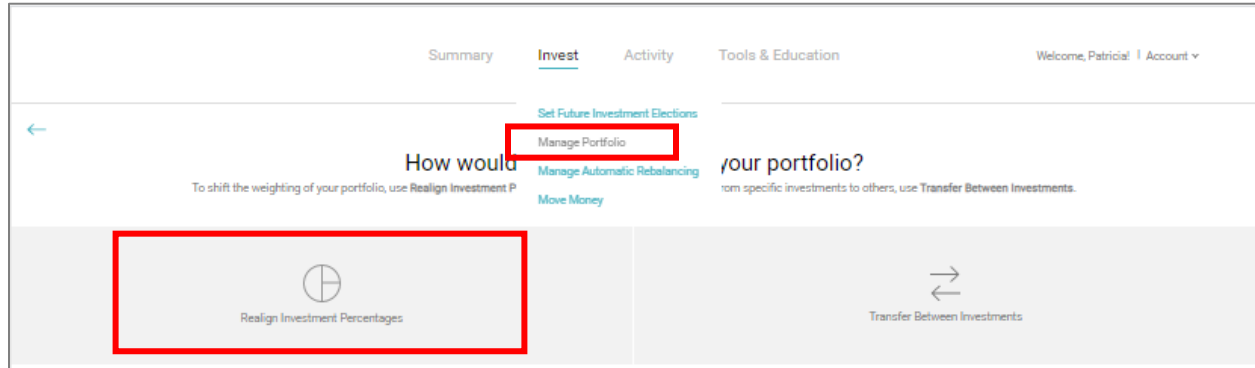 Summary Invest Activity Tools & Education Welcome, Patricia! | Account
Set Future Investment Elections
Manage Portfolio
How would your portfolio?
Manage Automatic Rebalancing
To shift the weighting of your portfolio, use Realign Investment P rom specific investments to others, use Transfer Between Investments.
Move Money
Realign Investment Percentages
Transfer Between Investments